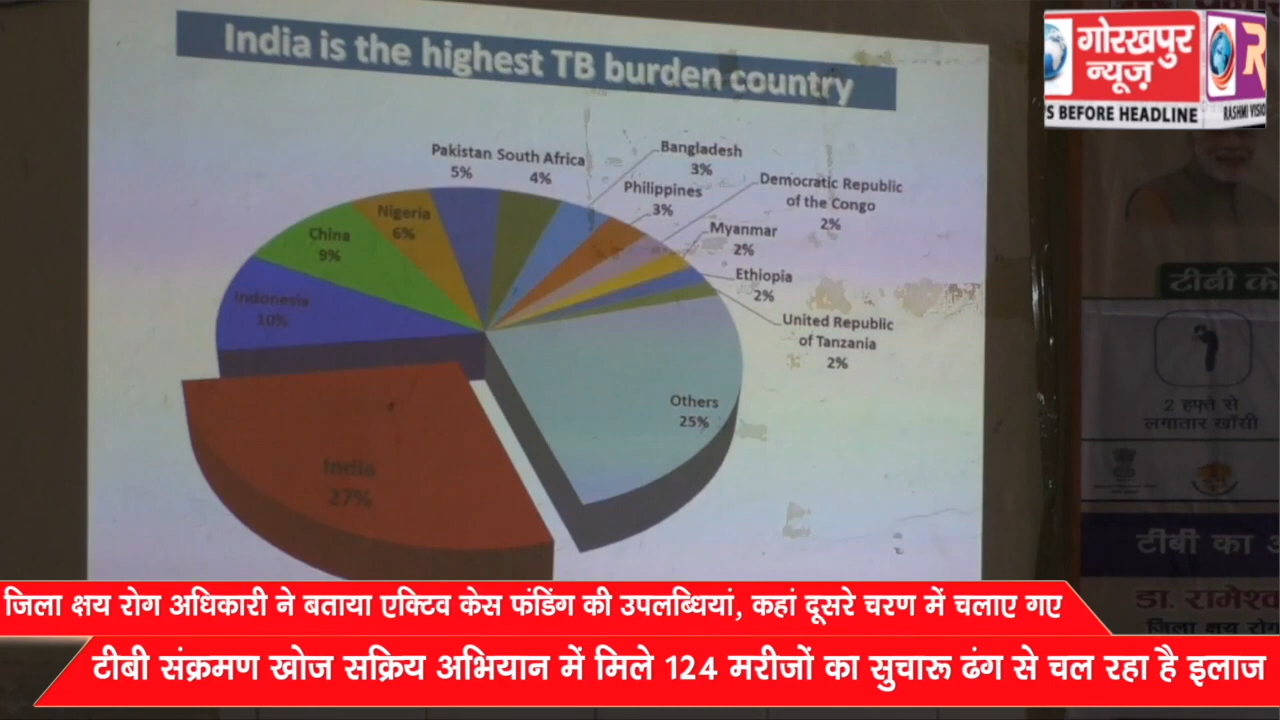 India is the highest TB burden country
गोरखपुर
न्यूज़
S BEFORE HEADLINE
RASHMI VISIO
Pakistan
5%
South Africa
4%
Bangladesh
3%
Philippines
3%
Democratic Republic
of the Congo
2%
Myanmar
2%
Ethiopia
2%
United Republic
of Tanzania
2%
Nigeria
6%
China
9%
Indonesia
10%
Others
25%
India
27%
टीबी को
2 हफ्ते से
लगातार खाँसी
टीबी का
डा. रामेश्व
जिला क्षय रोग
जिला क्षय रोग अधिकारी ने बताया एक्टिव केस फंडिंग की उपलब्धियां, कहां दूसरे चरण में चलाए गए
टीबी संक्रमण खोज सक्रिय अभियान में मिले 124 मरीजों का सुचारू ढंग से चल रहा है इलाज